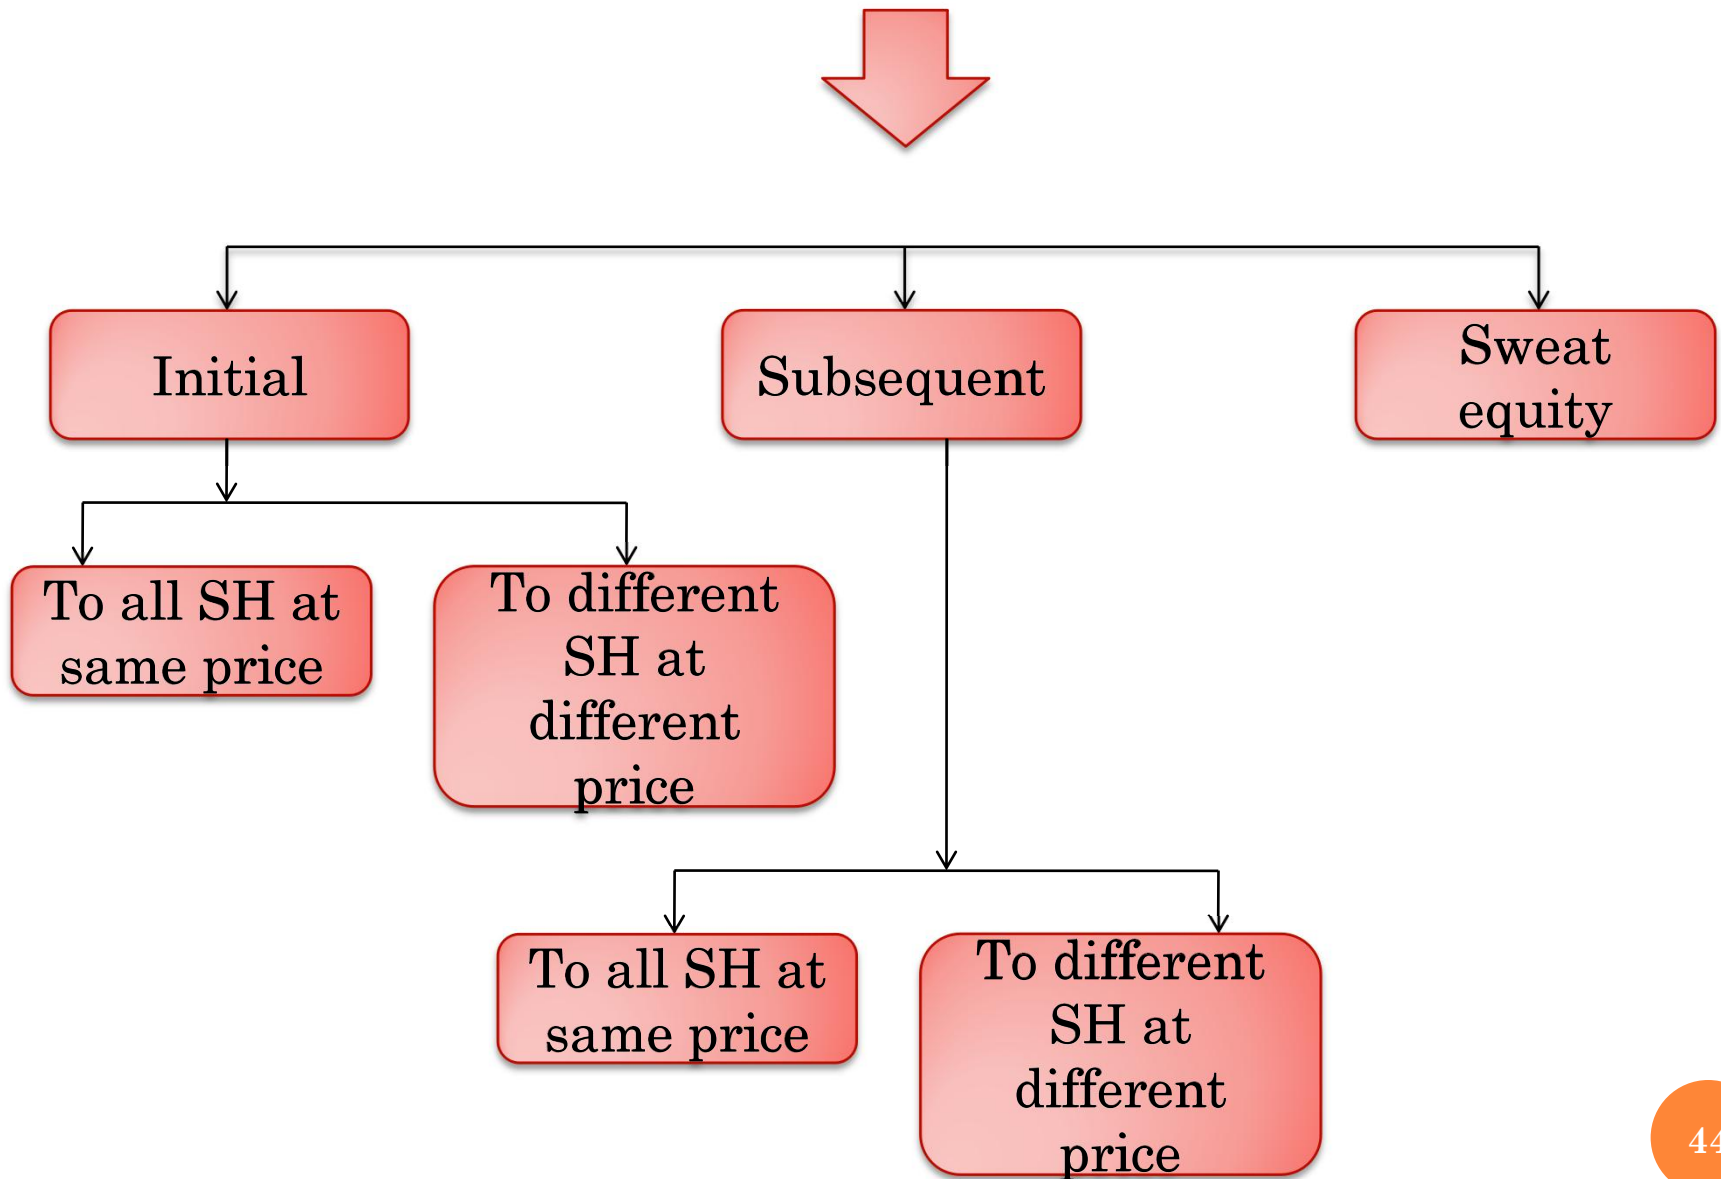 Initial
Subsequent
Sweat
equity
To all SH at
same price
To different
SH at
different
price
To all SH at
same price
To different
SH at
different
price
44